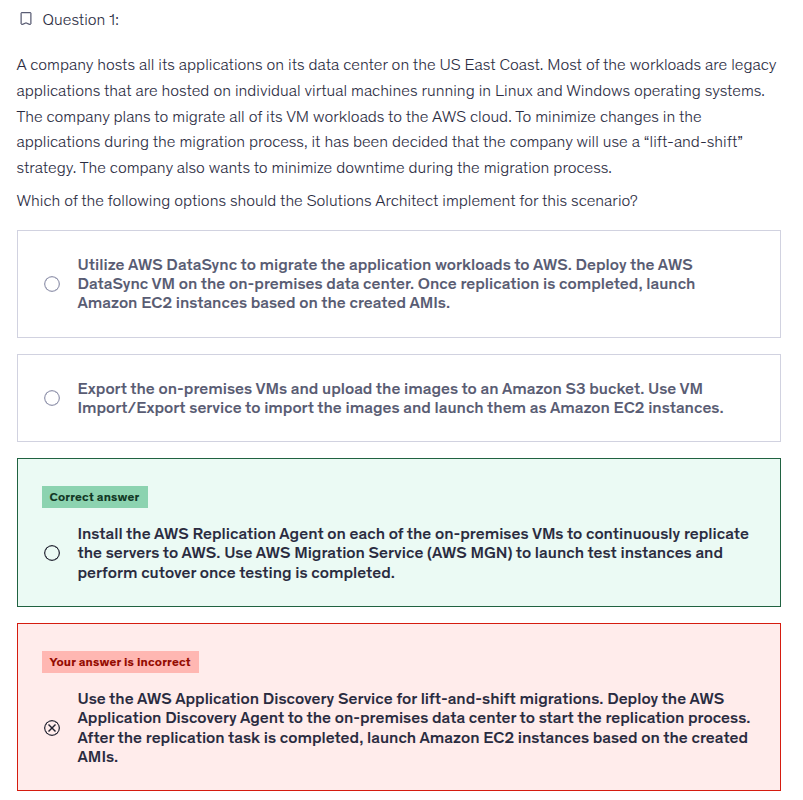 Question 1:
A company hosts all its applications on its data center on the US East Coast. Most of the workloads are legacy
applications that are hosted on individual virtual machines running in Linux and Windows operating systems.
The company plans to migrate all of its VM workloads to the AWS cloud. To minimize changes in the
applications during the migration process, it has been decided that the company will use a “lift-and-shift”
strategy. The company also wants to minimize downtime during the migration process.
Which of the following options should the Solutions Architect implement for this scenario?
Utilize AWS DataSync to migrate the application workloads to AWS. Deploy the AWS
DataSync VM on the on-premises data center. Once replication is completed, launch
Amazon EC2 instances based on the created AMIs.
Export the on-premises VMs and upload the images to an Amazon S3 bucket. Use VM
Import/Export service to import the images and launch them as Amazon EC2 instances.
Correct answer
Install the AWS Replication Agent on each of the on-premises VMs to continuously replicate
the servers to AWS. Use AWS Migration Service (AWS MGN) to launch test instances and
perform cutover once testing is completed.
Your answer is incorrect
Use the AWS Application Discovery Service for lift-and-shift migrations. Deploy the AWS
Application Discovery Agent to the on-premises data center to start the replication process.
After the replication task is completed, launch Amazon EC2 instances based on the created
AMIs.